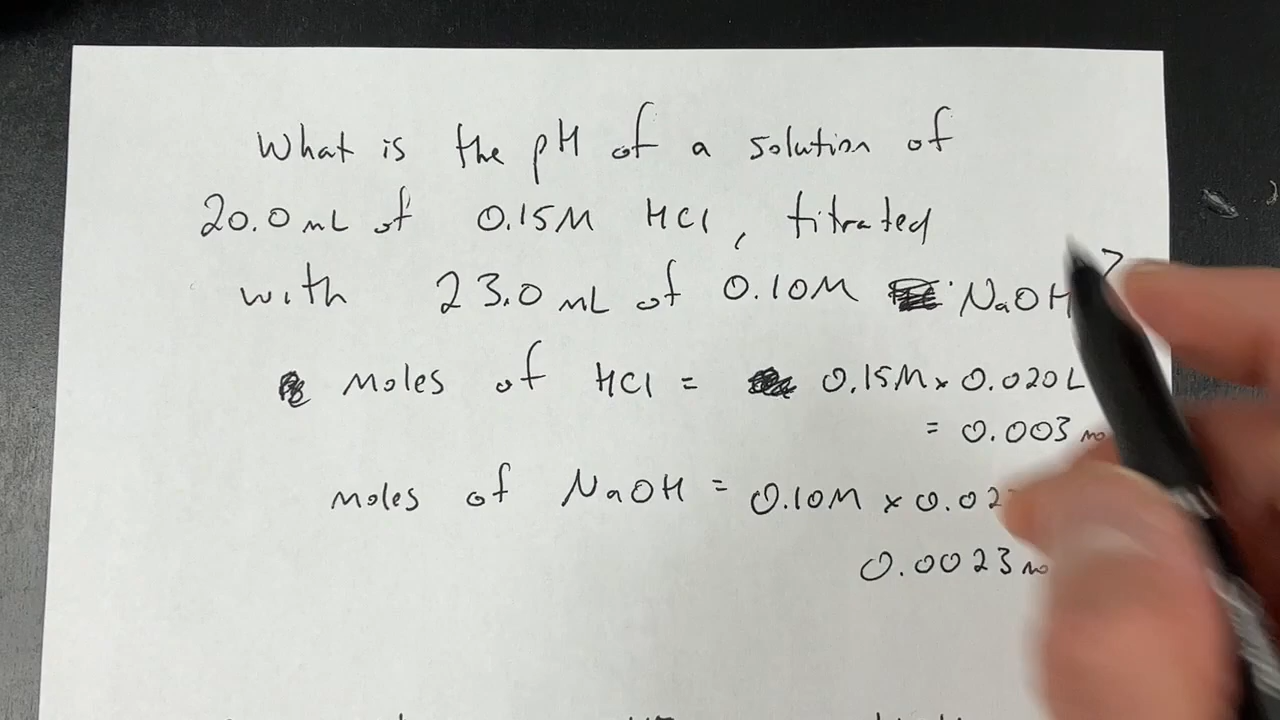 What is the pH of a solution of
20.0 mL of 0.15M HCl, titrated
with 23.0 mL of 0.10M NaOH?
moles of HCl = 0.15M x 0.020L
= 0.003
moles of NaOH = 0.10M x
0.0023